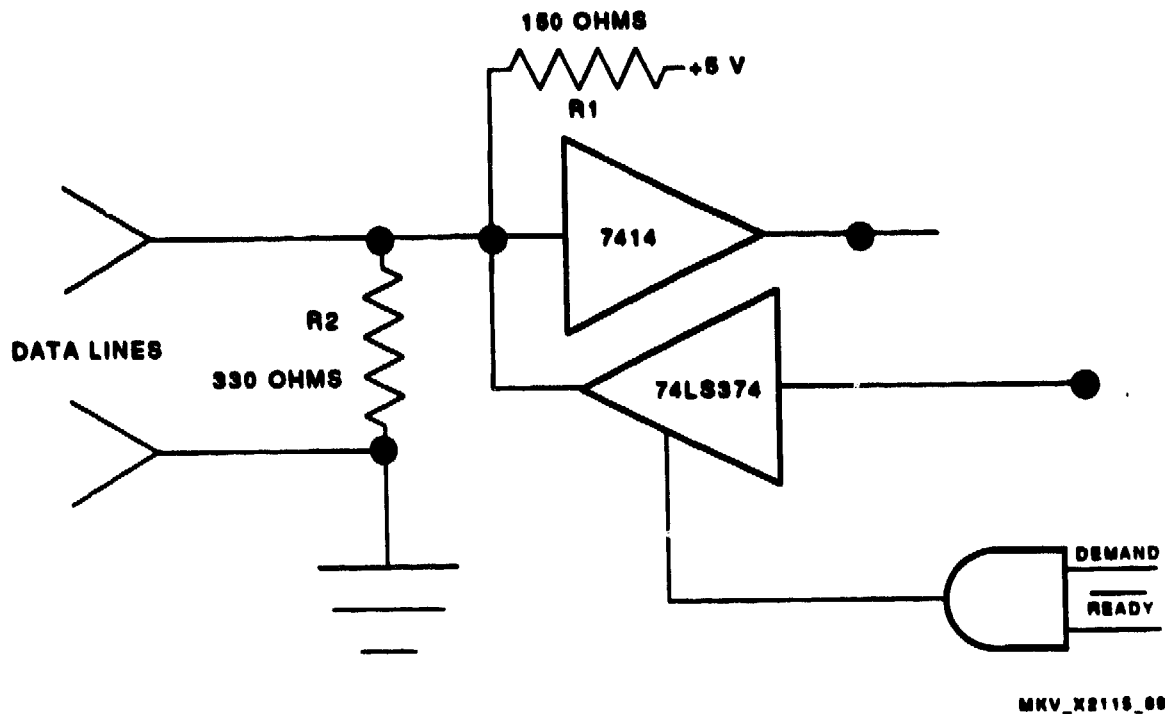 150 OHMS
+5 V
R1
7414
R2
DATA LINES
330 OHMS
74LS374
DEMAND
READY